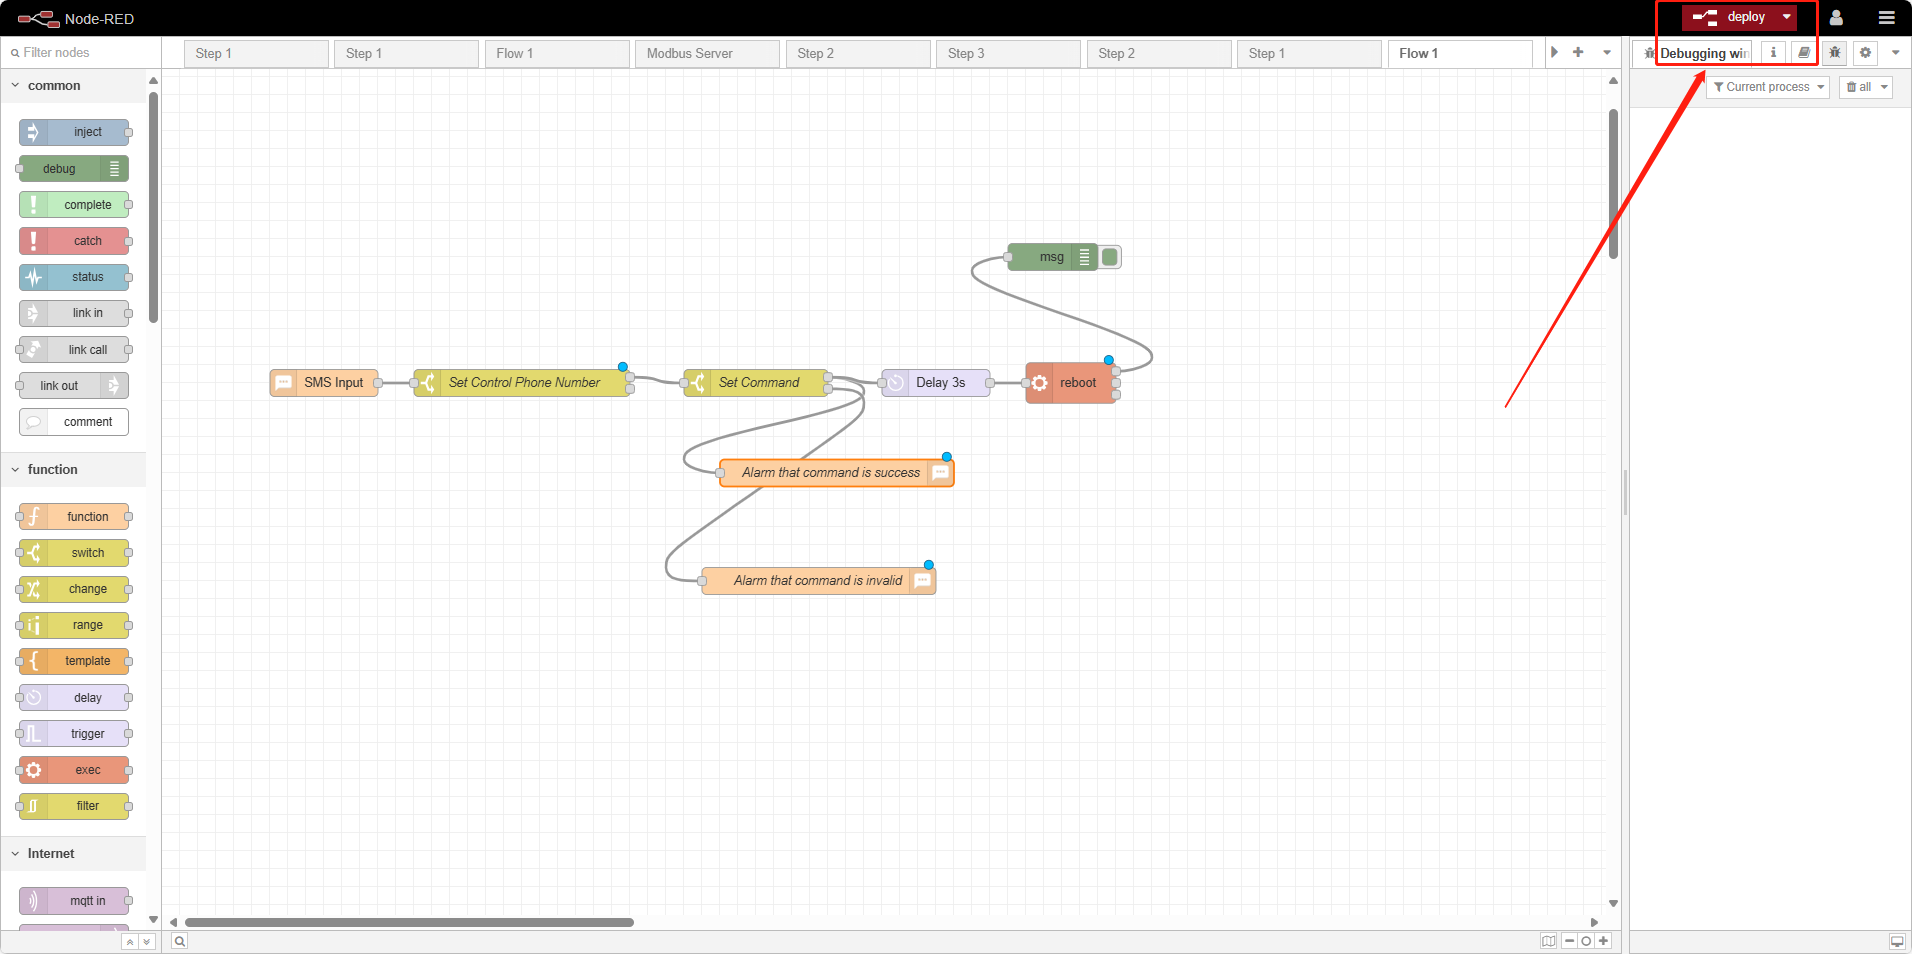 Node-RED
deploy
Filter nodes
Step 1
Step 1
Flow 1
Modbus Server
Step 2
Step 3
Step 2
Step 1
Flow 1
Debugging win
i
Current process
all
common
inject
debug
complete
catch
status
link in
link call
link out
comment
function
function
switch
change
range
template
delay
trigger
exec
filter
Internet
mqtt in
msg
SMS Input
Set Control Phone Number
Set Command
Delay 3s
reboot
Alarm that command is success
Alarm that command is invalid